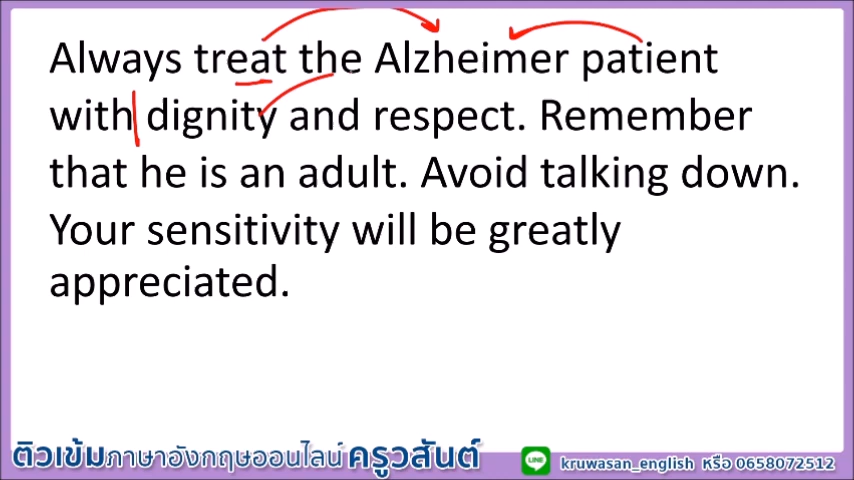 Always treat the Alzheimer patient
with dignity and respect. Remember
that he is an adult. Avoid talking down.
Your sensitivity will be greatly
appreciated.
ติวเข้มภาษาอังกฤษออนไลน์ ครูวสันต์
LINE kruwasan_english หรือ 0658072512